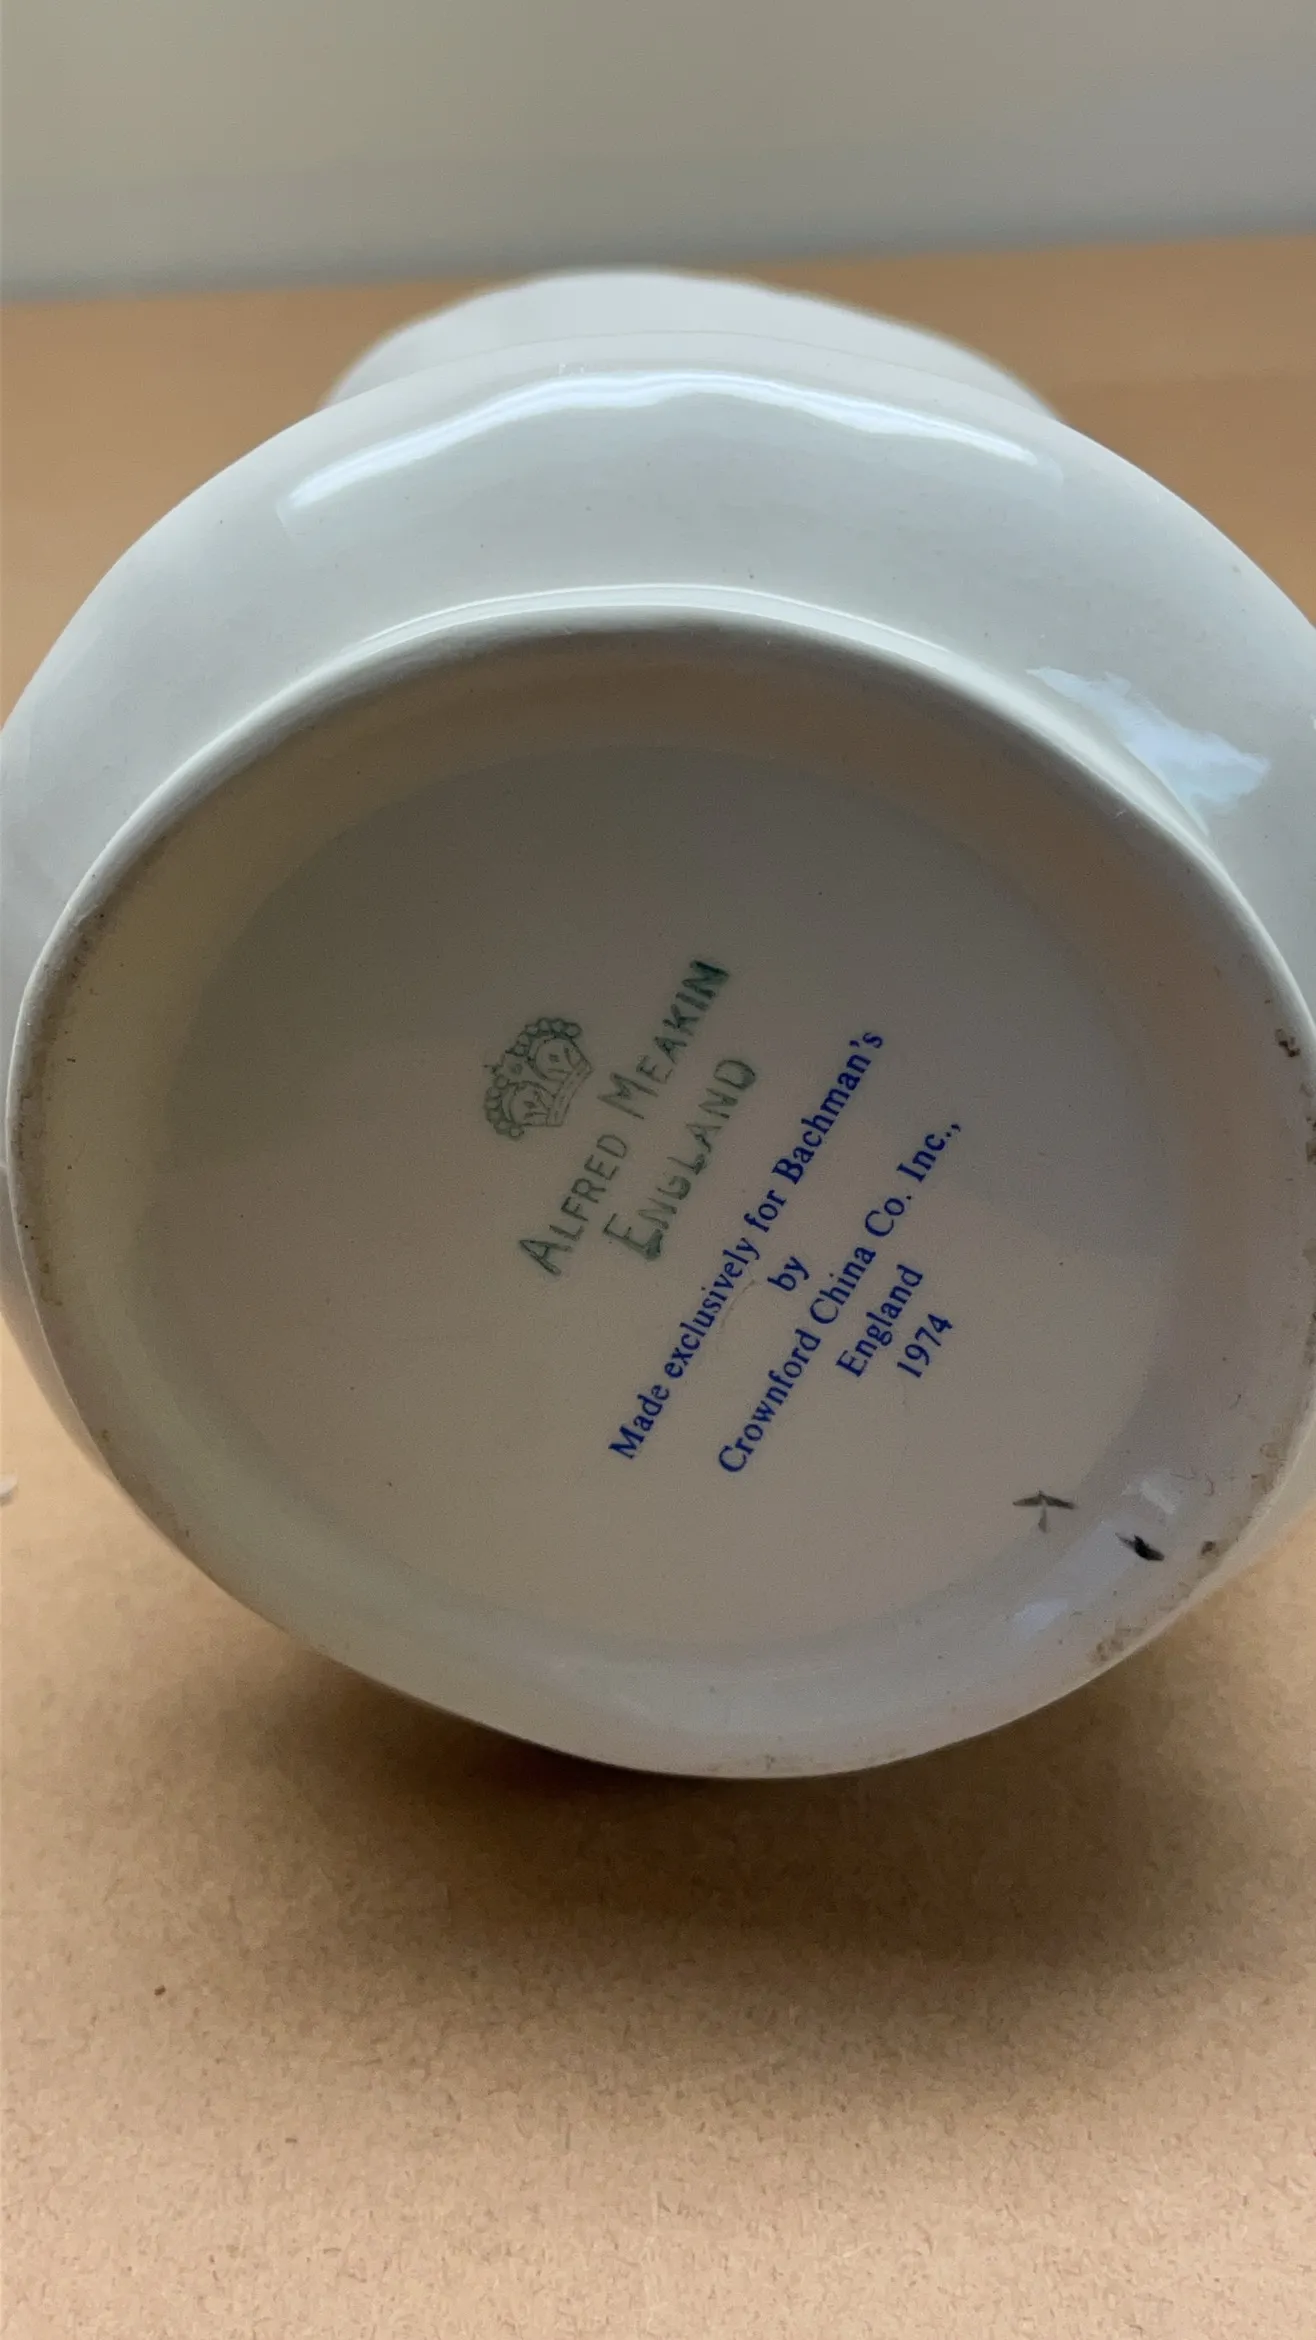 ALFRED MEAKIN
ENGLAND
Made exclusively for Bachman's
by
Crownford China Co. Inc.,
England
1974